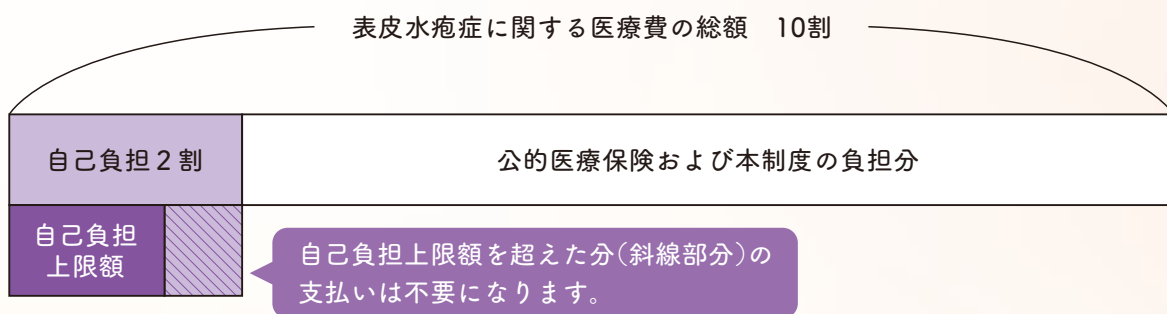 表皮水疱症に関する医療費の総額　10割
自己負担2割
公的医療保険および本制度の負担分
自己負担
上限額
自己負担上限額を超えた分(斜線部分)の
支払いは不要になります。